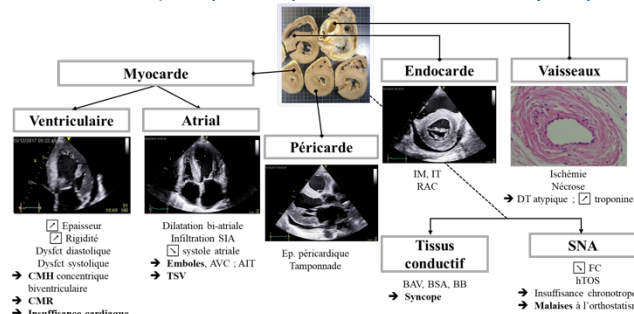 Myocarde
Endocarde
Vaisseaux
Ventriculaire
Atrial
Péricarde
↗ Epaisseur
↗ Rigidité
Dysfct diastolique
Dysfct systolique
➔ CMH concentrique
biventriculaire
➔ CMR
➔ Insuffisance cardiaque
Dilatation bi-atriale
Infiltration SIA
↘ systole atriale
➔ Emboles, AVC ; AIT
➔ TSV
Ep. péricardique
Tamponnade
IM, IT
RAC
Ischémie
Nécrose
➔ DT atypique ; ↗ troponine
Tissus
conductif
BAV, BSA, BB
➔ Syncope
SNA
↘ FC
hTOS
➔ Insuffisance chronotrope
➔ Malaises à l'orthostatisme